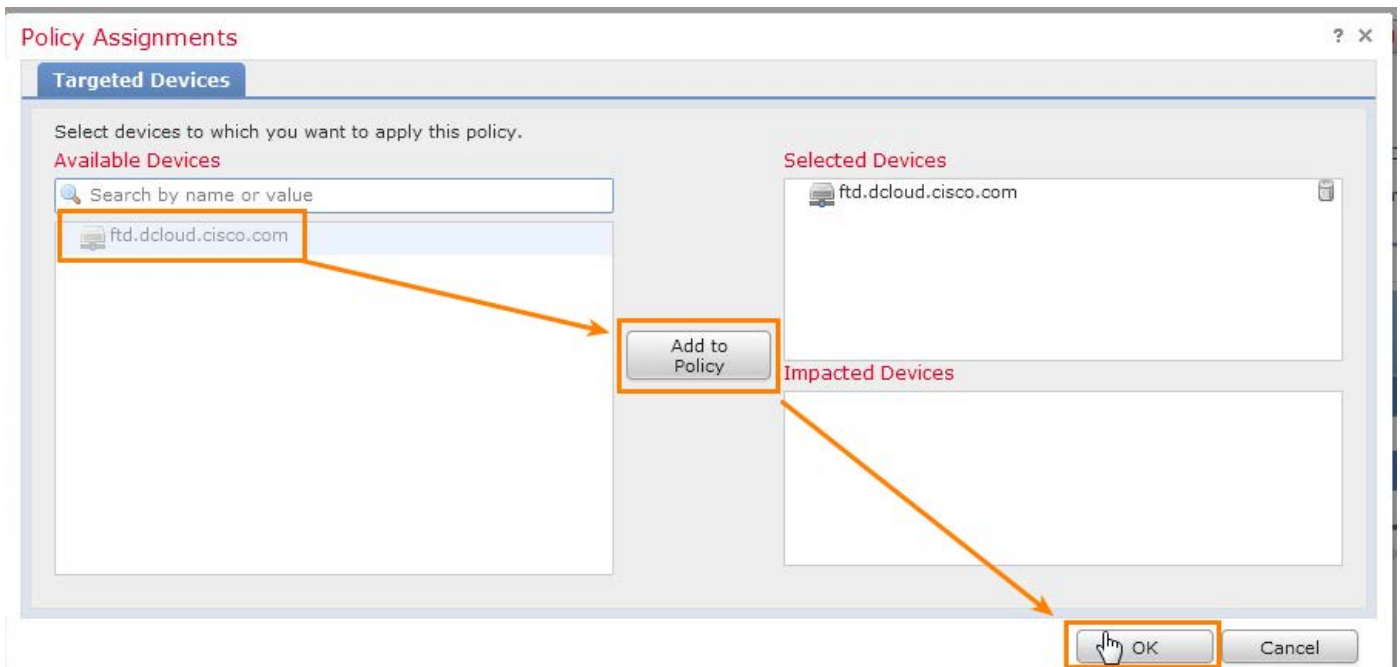 Policy Assignments
? ×
Targeted Devices
Select devices to which you want to apply this policy.
Available Devices
Search by name or value
ftd.dcloud.cisco.com
Add to
Policy
Selected Devices
ftd.dcloud.cisco.com
Impacted Devices
OK
Cancel